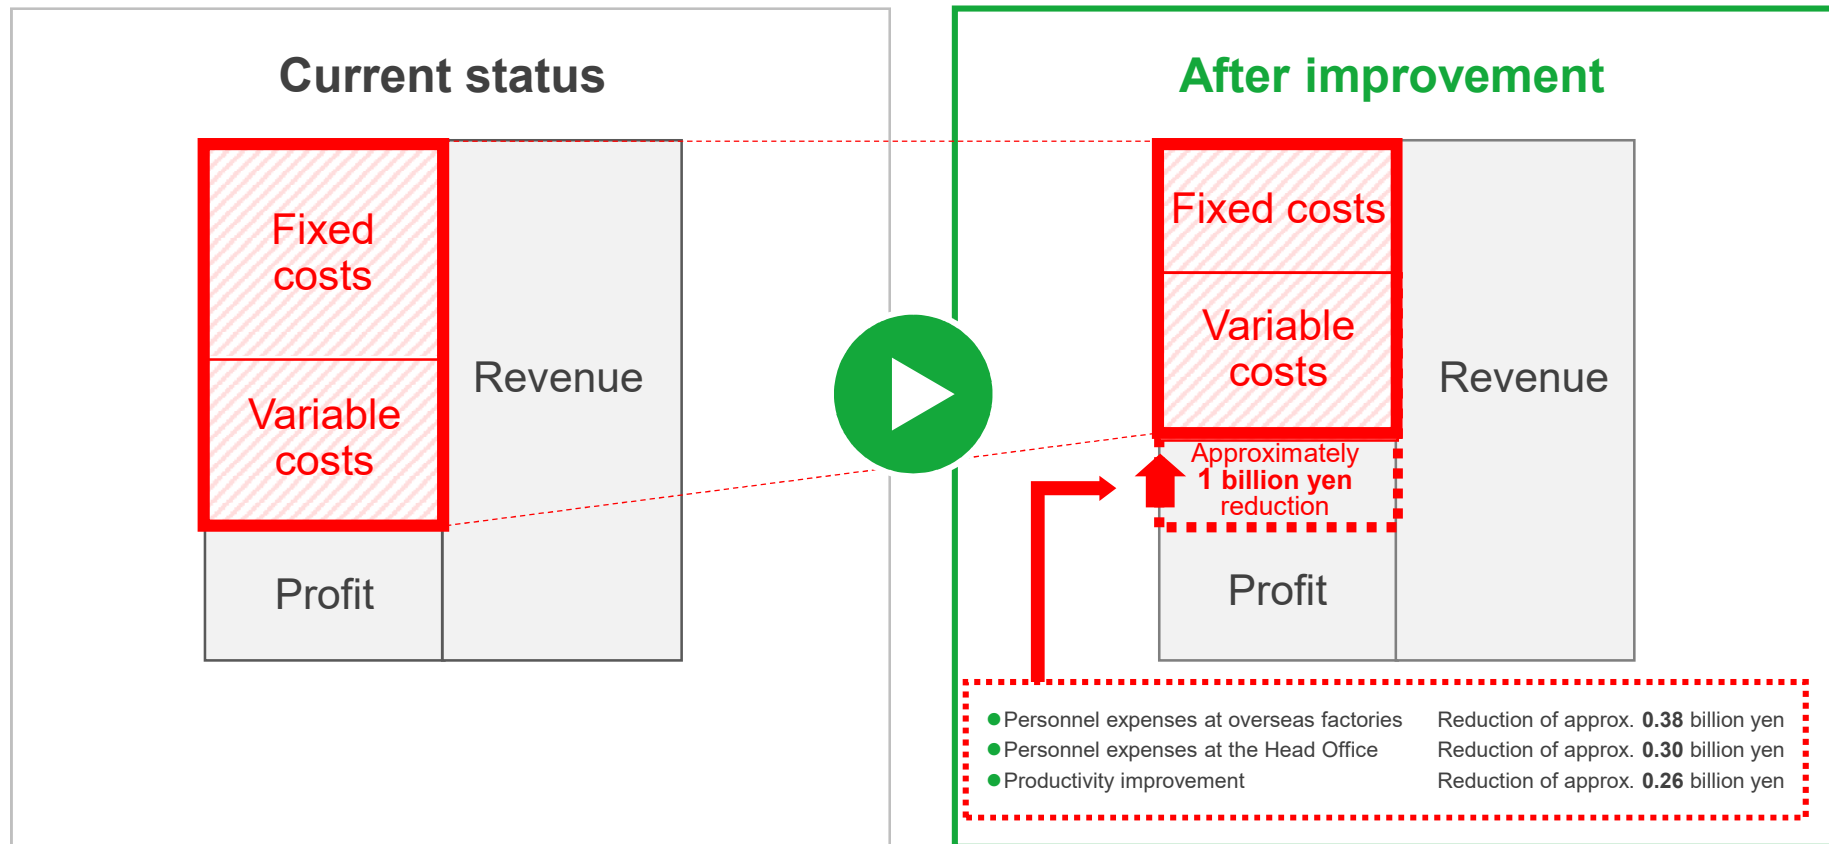 Current status
Fixed
costs
Variable
costs
Revenue
Profit
After improvement
Fixed costs
Variable
costs
Revenue
Approximately
1 billion yen
reduction
Profit
●Personnel expenses at overseas factories Reduction of approx. 0.38 billion yen
●Personnel expenses at the Head Office Reduction of approx. 0.30 billion yen
●Productivity improvement Reduction of approx. 0.26 billion yen